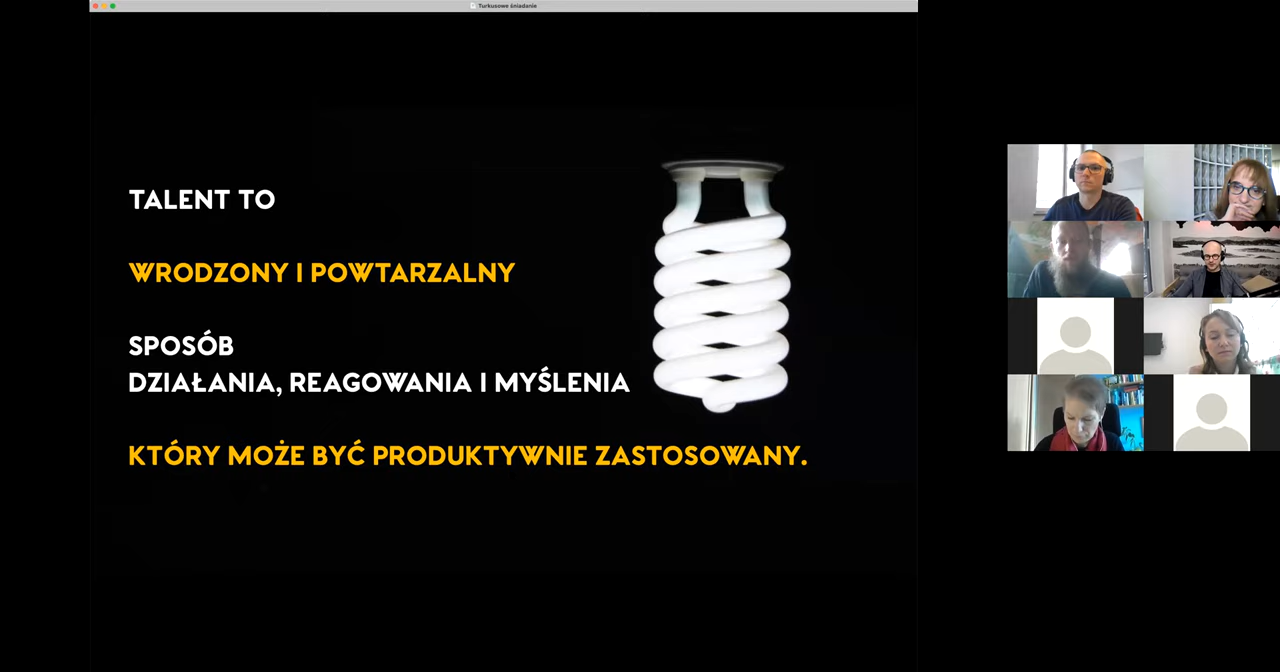 Turkusowe śniadanie
TALENT TO
WRODZONY I POWTARZALNY
SPOSÓB
DZIAŁANIA, REAGOWANIA I MYŚLENIA
KTÓRY MOŻE BYĆ PRODUKTYWNIE ZASTOSOWANY.